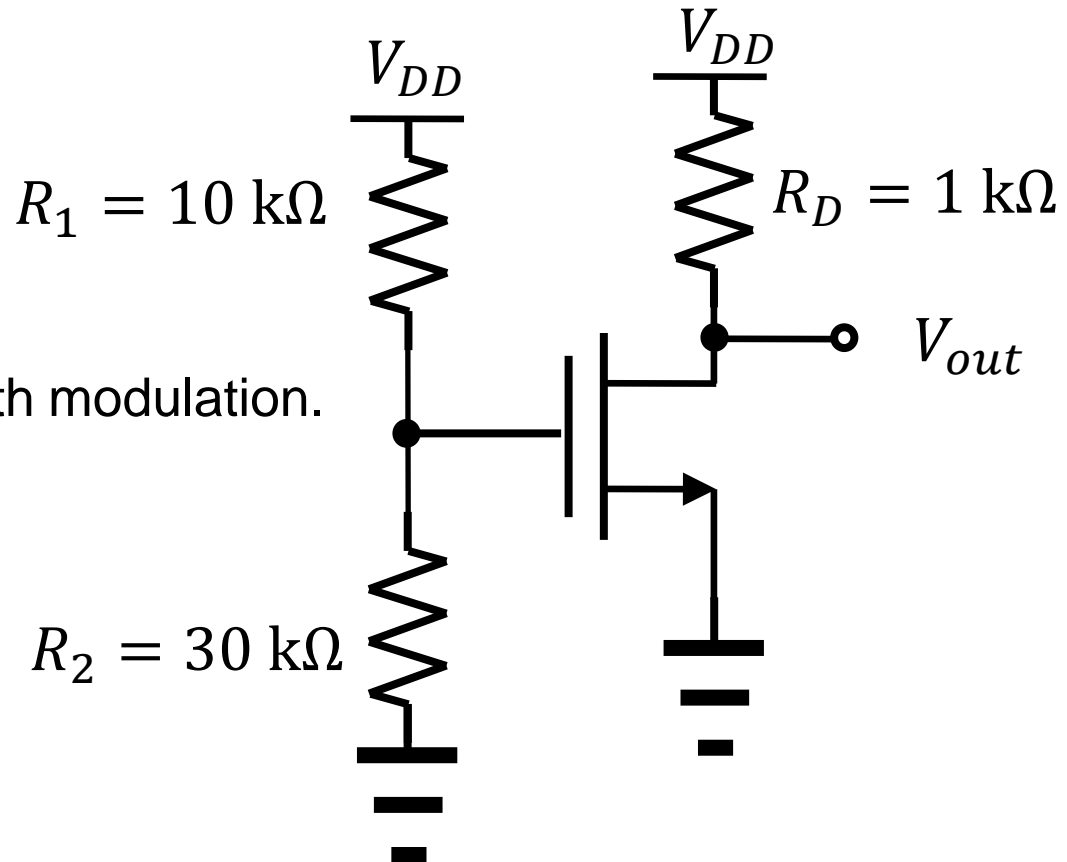 V_DD
V_DD
R_1 = 10 kΩ
R_D = 1 kΩ
V_out
th modulation.
R_2 = 30 kΩ